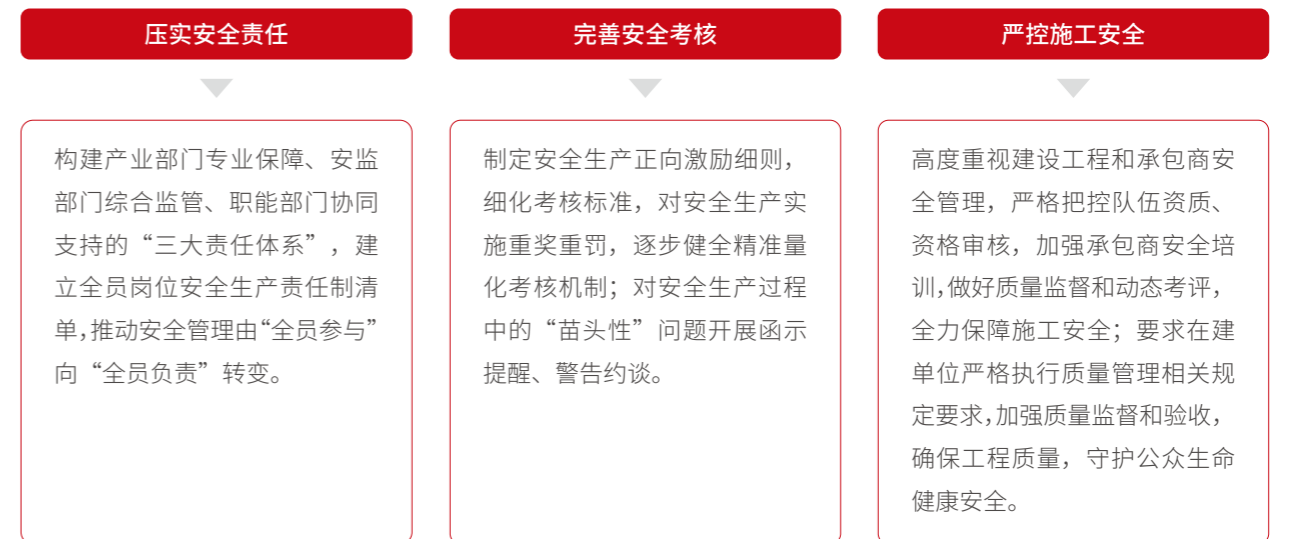 压实安全责任
构建产业部门专业保障、安监
部门综合监管、职能部门协同
支持的“三大责任体系”，建
立全员岗位安全生产责任制清
单，推动安全管理由“全员参与”
向“全员负责”转变。
完善安全考核
制定安全生产正向激励细则，
细化考核标准，对安全生产实
施重奖重罚，逐步健全精准量
化考核机制；对安全生产过程
中的“苗头性”问题开展函示
提醒、警告约谈。
严控施工安全
高度重视建设工程和承包商安
全管理，严格把控队伍资质、
资格审核，加强承包商安全培
训，做好质量监督和动态考评，
全力保障施工安全；要求在建
单位严格执行质量管理相关规
定要求，加强质量监督和验收，
确保工程质量，守护公众生命
健康安全。